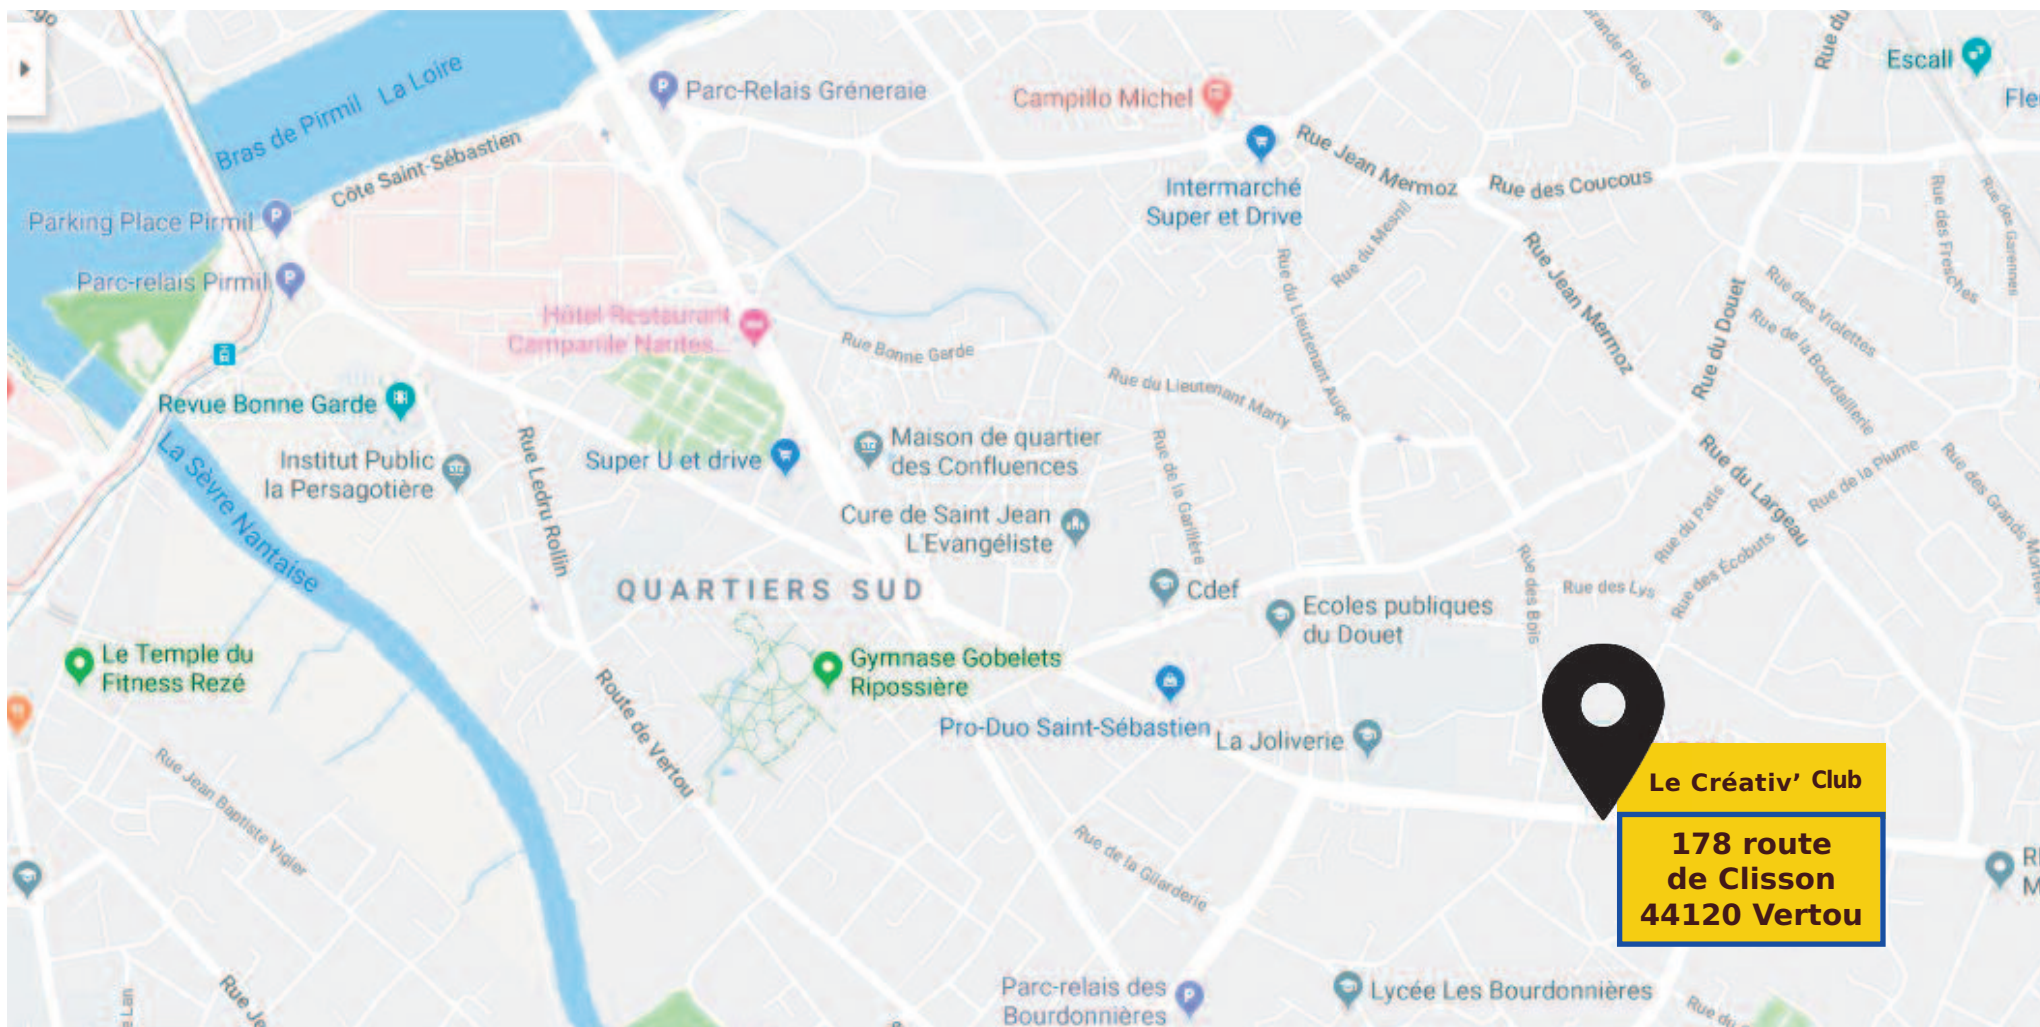 Escall
La Loire
Bras de Pirmil
Parc-Relais Gréneraie
Campillo Michel
Côte Saint-Sébastien
Rue Jean Mermoz
Rue des Coucous
Intermarché
Super et Drive
Rue du Mesnil
Rue des Fresches
Rue des Garennes
Parking Place Pirmil
Parc-relais Pirmil
Hôtel Restaurant
Campanile Nantes...
Rue Bonne Garde
Rue du Lieutenant Auge
Rue Jean Mermoz
Rue du Douet
Rue des Violettes
Rue de la Bourdaillerie
Rue du Lieutenant Marty
Revue Bonne Garde
Institut Public
la Persagotière
Rue Ledru Rollin
Super U et drive
Maison de quartier
des Confluences
Rue de la Garillère
Rue du Largeau
Rue de la Plume
Rue du Patis
Rue des Écobuts
La Sèvre Nantaise
Cure de Saint Jean
L'Evangéliste
QUARTIERS SUD
Cdef
Ecoles publiques
du Douet
Rue des Bois
Rue des Lys
Le Temple du
Fitness Rezé
Gymnase Gobelets
Ripossière
Route de Vertou
Pro-Duo Saint-Sébastien
La Joliverie
Rue Jean Baptiste Vigier
Rue de la Gilarderie
Le Créativ’ Club
178 route
de Clisson
44120 Vertou
Parc-relais des
Bourdonnières
Lycée Les Bourdonnières